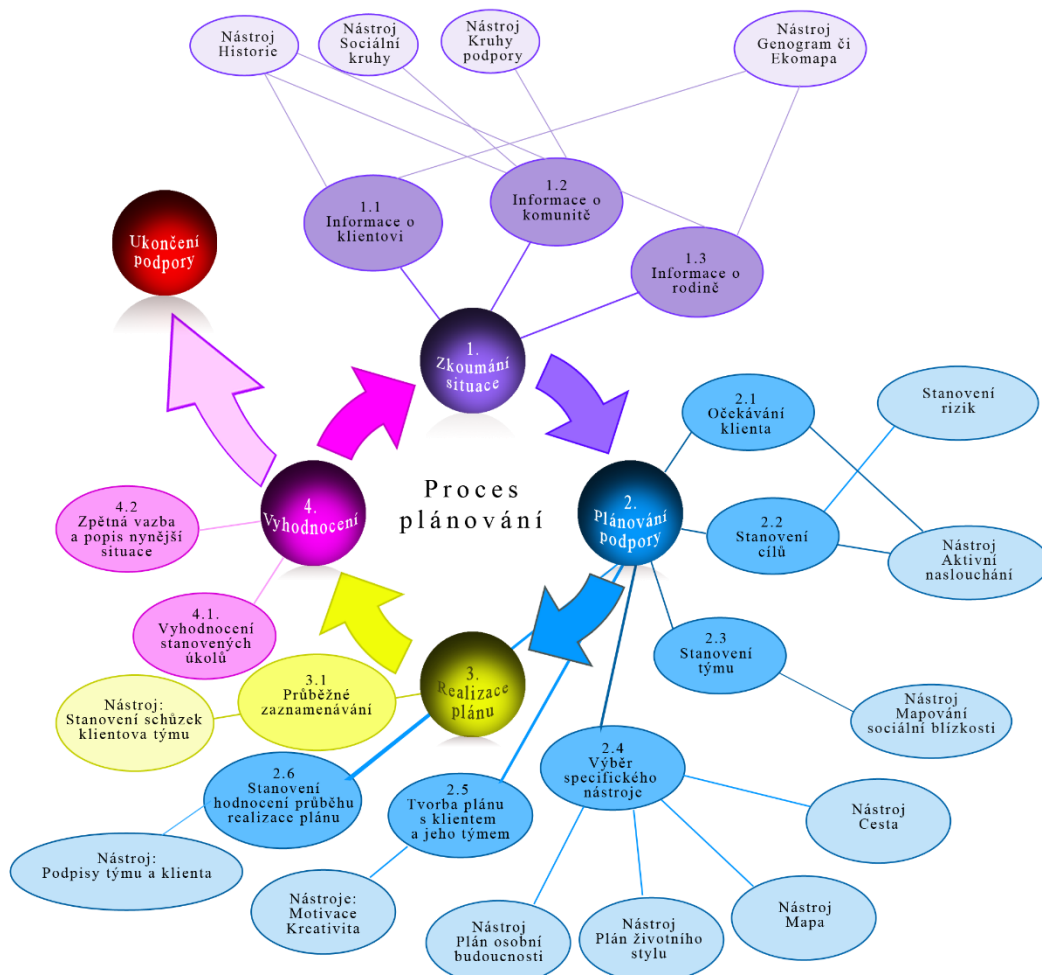 Nástroj
Historie
Nástroj
Sociální
kruhy
Nástroj
Kruhy
podpory
Nástroj
Genogram či
Ekomapa
1.1
Informace o
klientovi
1.2
Informace o
komunitě
1.3
Informace o
rodině
Ukončení
podpory
1.
Zkoumání
situace
2.1
Očekávání
klienta
Stanovení
rizik
4.2
Zpětná vazba
a popis nynější
situace
4.
Vyhodnocení
Proces
plánování
2.
Plánování
podpory
2.2
Stanovení
cílů
Nástroj
Aktivní
naslouchání
4.1.
Vyhodnocení
stanovených
úkolů
2.3
Stanovení
týmu
Nástroj:
Stanovení schůzek
klientova týmu
3.1
Průběžné
zaznamenávání
3.
Realizace
plánu
Nástroj
Mapování
sociální blízkosti
2.6
Stanovení
hodnocení průběhu
realizace plánu
2.5
Tvorba plánu
s klientem
a jeho týmem
2.4
Výběr
specifického
nástroje
Nástroj
Cesta
Nástroj:
Podpisy týmu a klienta
Nástroje:
Motivace
Kreativita
Nástroj
Plán osobní
budoucnosti
Nástroj
Plán životního
stylu
Nástroj
Mapa